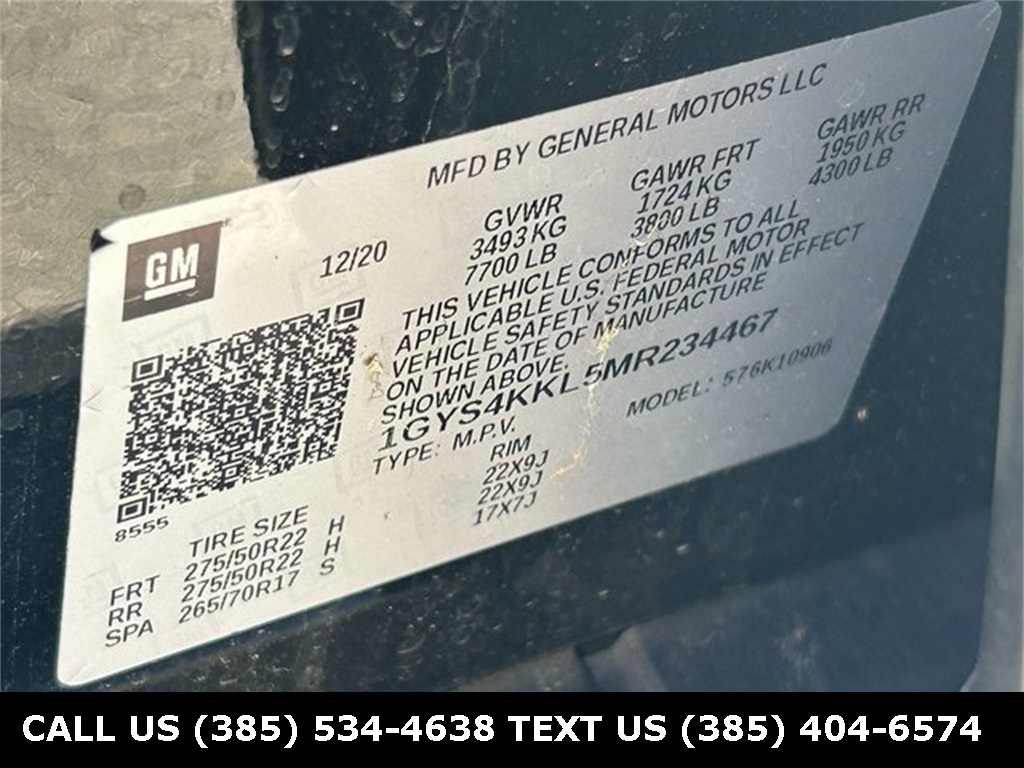 MFD BY GENERAL MOTORS LLC
GM
12/20
GVWR GAWR FRT GAWR RR
3493 KG 1724 KG 1950 KG
7700 LB 3800 LB 4300 LB
THIS VEHICLE CONFORMS TO ALL
APPLICABLE U.S. FEDERAL MOTOR
VEHICLE SAFETY STANDARDS IN EFFECT
ON THE DATE OF MANUFACTURE
SHOWN ABOVE.
1GYS4KKL5MR234467
TYPE: M.P.V. MODEL: 576K10906
8555
TIRE SIZE RIM
FRT 275/50R22 H 22X9J
RR 275/50R22 H 22X9J
SPA 265/70R17 S 17X7J
CALL US (385) 534-4638 TEXT US (385) 404-6574